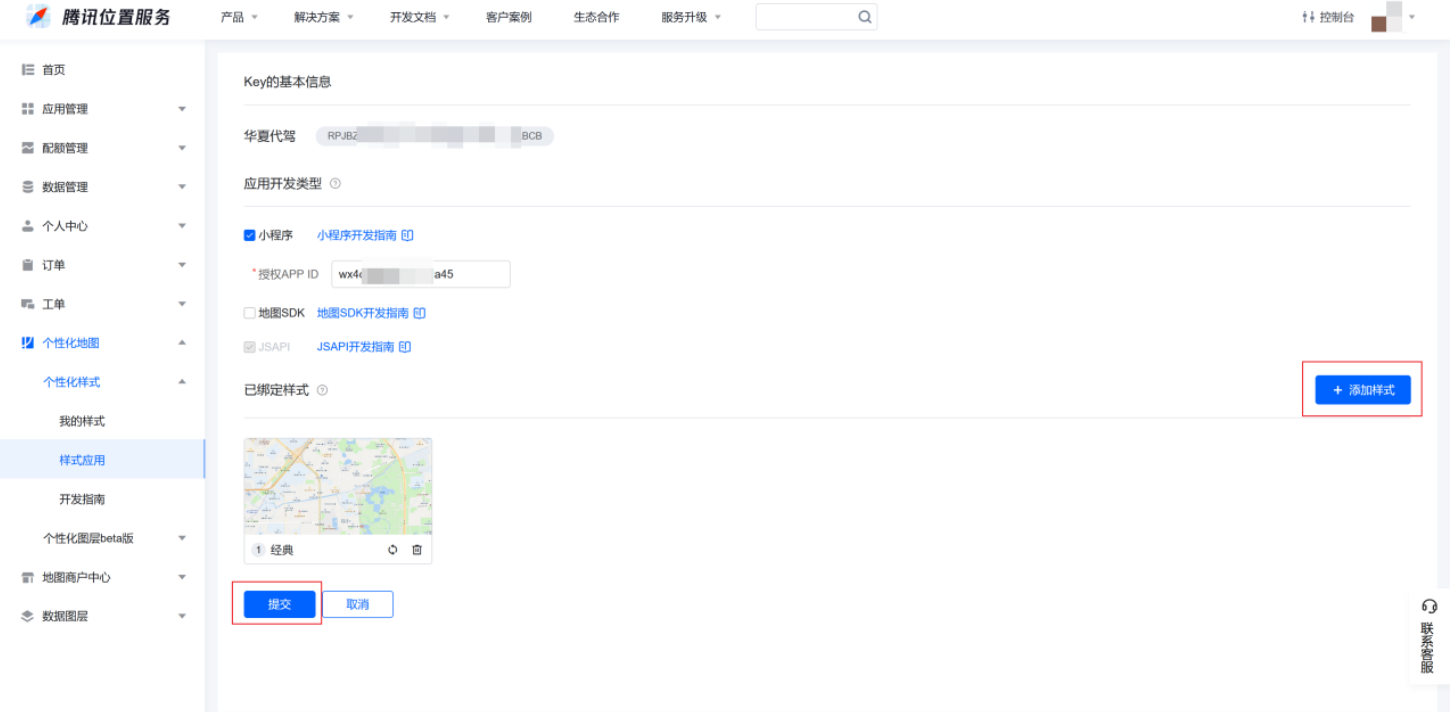 腾讯位置服务 产品 解决方案 开发文档 客户案例 生态合作 服务升级 控制台
首页
应用管理
配额管理
数据管理
个人中心
订单
工单
个性化地图
个性化样式
我的样式
样式应用
开发指南
个性化图层beta版
地图商户中心
数据图层
Key的基本信息
华夏代驾 RPJBZ BCB
应用开发类型
小程序 小程序开发指南
*授权APP ID wx4 a45
地图SDK 地图SDK开发指南
JSAPI JSAPI开发指南
已绑定样式 + 添加样式
1 经典
提交 取消
联系客服